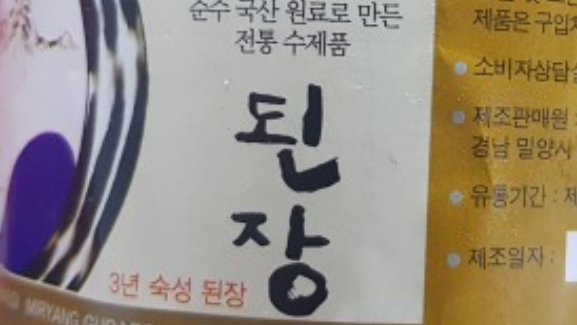 순수 국산 원료로 만든
전통 수제품
된
장
3년 숙성 된장
MIRYANG
제품은 구입
소비자상담
제조판매원
경남 밀양시
유통기간 : 제
제조일자 :